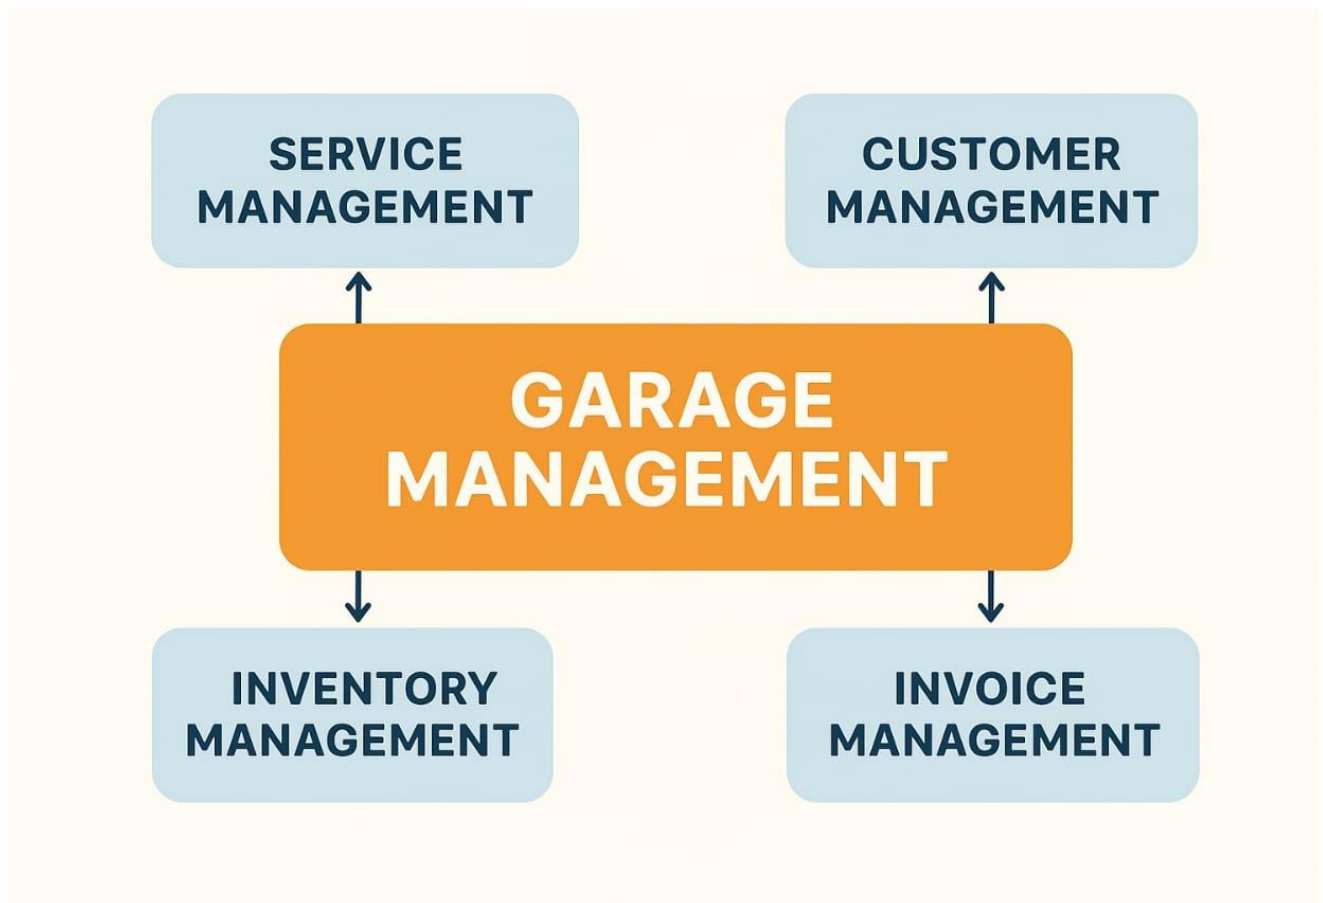 SERVICE
MANAGEMENT
CUSTOMER
MANAGEMENT
GARAGE
MANAGEMENT
INVENTORY
MANAGEMENT
INVOICE
MANAGEMENT